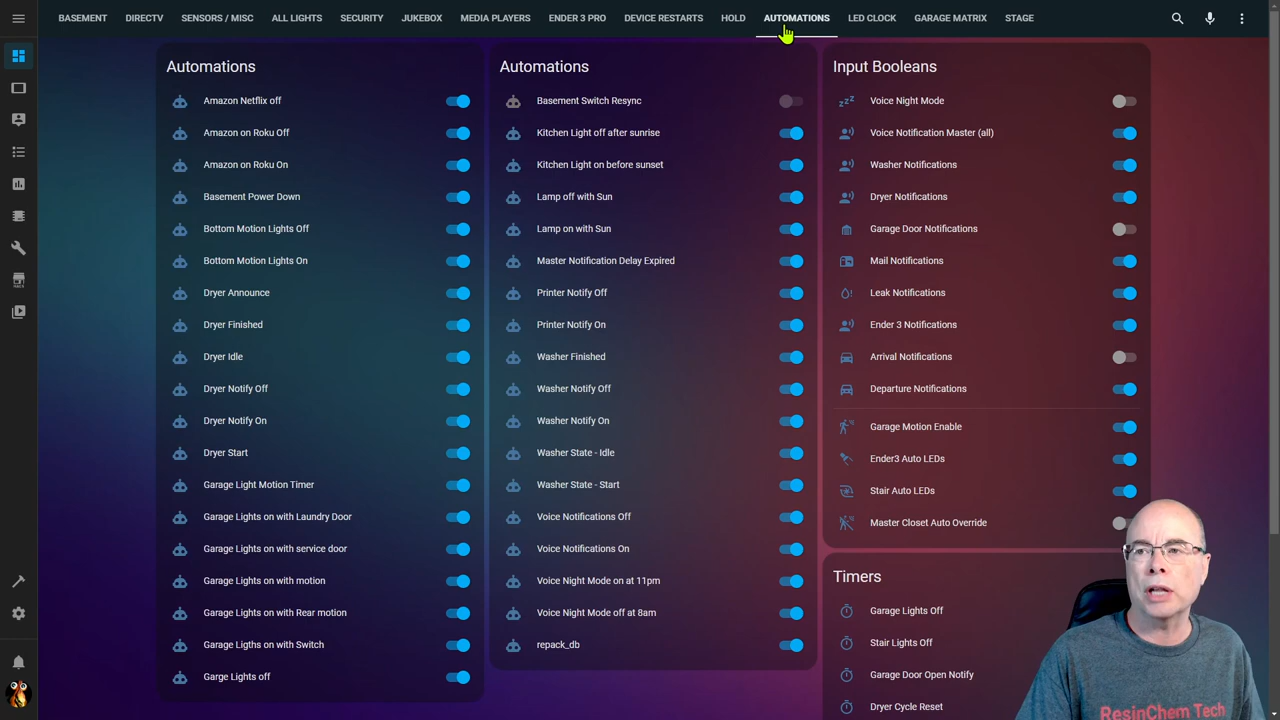 BASEMENT DIRECTV SENSORS / MISC ALL LIGHTS SECURITY JUKEBOX MEDIA PLAYERS ENDER 3 PRO DEVICE RESTARTS HOLD AUTOMATIONS LED CLOCK GARAGE MATRIX STAGE
Automations
Amazon Netflix off
Amazon on Roku Off
Amazon on Roku On
Basement Power Down
Bottom Motion Lights Off
Bottom Motion Lights On
Dryer Announce
Dryer Finished
Dryer Idle
Dryer Notify Off
Dryer Notify On
Dryer Start
Garage Light Motion Timer
Garage Lights on with Laundry Door
Garage Lights on with service door
Garage Lights on with motion
Garage Lights on with Rear motion
Garage Ligths on with Switch
Garge Lights off
Automations
Basement Switch Resync
Kitchen Light off after sunrise
Kitchen Light on before sunset
Lamp off with Sun
Lamp on with Sun
Master Notification Delay Expired
Printer Notify Off
Printer Notify On
Washer Finished
Washer Notify Off
Washer Notify On
Washer State - Idle
Washer State - Start
Voice Notifications Off
Voice Notifications On
Voice Night Mode on at 11pm
Voice Night Mode off at 8am
repack_db
Input Booleans
Voice Night Mode
Voice Notification Master (all)
Washer Notifications
Dryer Notifications
Garage Door Notifications
Mail Notifications
Leak Notifications
Ender 3 Notifications
Arrival Notifications
Departure Notifications
Garage Motion Enable
Ender3 Auto LEDs
Stair Auto LEDs
Master Closet Auto Override
Timers
Garage Lights Off
Stair Lights Off
Garage Door Open Notify
Dryer Cycle Reset
ResinChem Tech